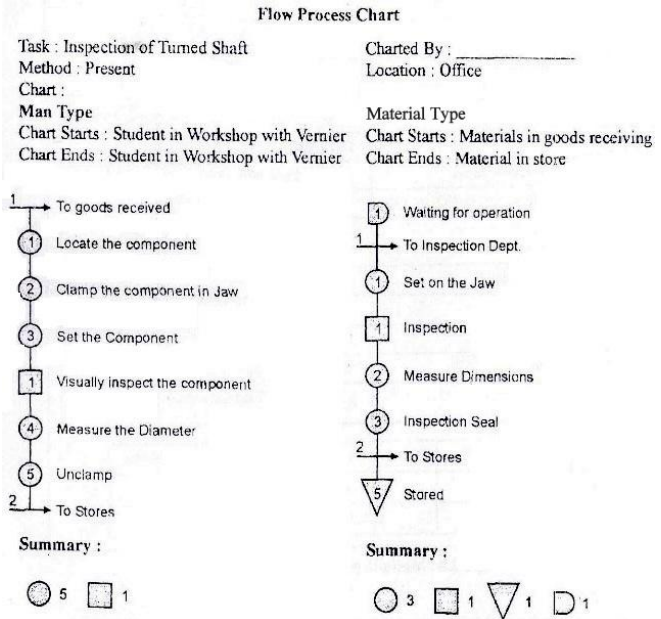 Flow Process Chart
Task : Inspection of Turned Shaft
Method : Present
Chart :
Man Type
Chart Starts : Student in Workshop with Vernier
Chart Ends : Student in Workshop with Vernier
Charted By :
Location : Office
Material Type
Chart Starts : Materials in goods receiving
Chart Ends : Material in store
1 To goods received
1 Locate the component
2 Clamp the component in Jaw
3 Set the Component
1 Visually inspect the component
4 Measure the Diameter
5 Unclamp
2 To Stores
Summary :
5 1
1 Waiting for operation
1 To Inspection Dept.
1 Set on the Jaw
1 Inspection
2 Measure Dimensions
3 Inspection Seal
2 To Stores
5 Stored
Summary :
3 1 1 1